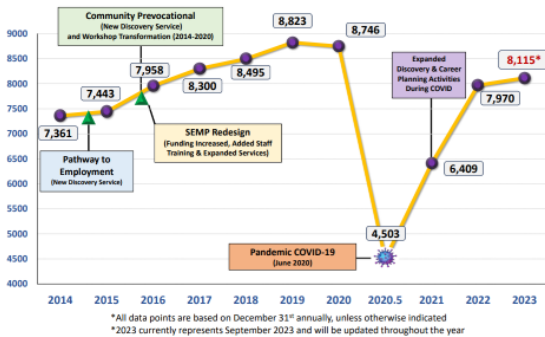 Community Prevocational
(New Discovery Service)
and Workshop Transformation (2014-2020)
9000
8500
8000
7500
7000
6500
6000
5500
5000
4500
4000
7,361
7,443
7,958
8,300
8,495
8,823
8,746
4,503
6,409
7,970
8,115*
Pathway to
Employment
(New Discovery Service)
SEMP Redesign
(Funding Increased, Added Staff
Training & Expanded Services)
Expanded
Discovery & Career
Planning Activities
During COVID
Pandemic COVID-19
(June 2020)
2014 2015 2016 2017 2018 2019 2020 2020.5 2021 2022 2023
*All data points are based on December 31st annually, unless otherwise indicated
*2023 currently represents September 2023 and will be updated throughout the year